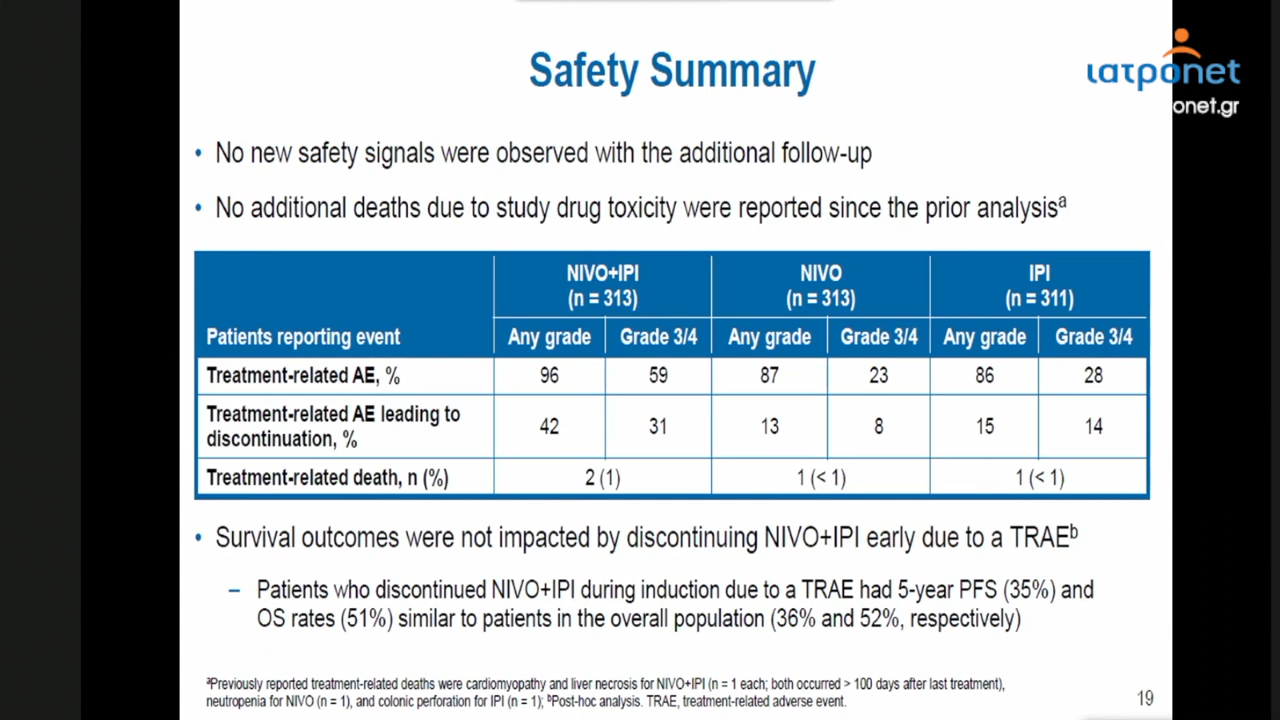 Safety Summary
ιατρonet
onet.gr
• No new safety signals were observed with the additional follow-up
• No additional deaths due to study drug toxicity were reported since the prior analysisᵃ
Patients reporting event
NIVO+IPI
(n = 313)
NIVO
(n = 313)
IPI
(n = 311)
Any grade Grade 3/4 Any grade Grade 3/4 Any grade Grade 3/4
Treatment-related AE, % 96 59 87 23 86 28
Treatment-related AE leading to
discontinuation, % 42 31 13 8 15 14
Treatment-related death, n (%) 2 (1) 1 (< 1) 1 (< 1)
• Survival outcomes were not impacted by discontinuing NIVO+IPI early due to a TRAEᵇ
– Patients who discontinued NIVO+IPI during induction due to a TRAE had 5-year PFS (35%) and
OS rates (51%) similar to patients in the overall population (36% and 52%, respectively)
ᵃPreviously reported treatment-related deaths were cardiomyopathy and liver necrosis for NIVO+IPI (n = 1 each; both occurred > 100 days after last treatment),
neutropenia for NIVO (n = 1), and colonic perforation for IPI (n = 1); ᵇPost-hoc analysis. TRAE, treatment-related adverse event.
19